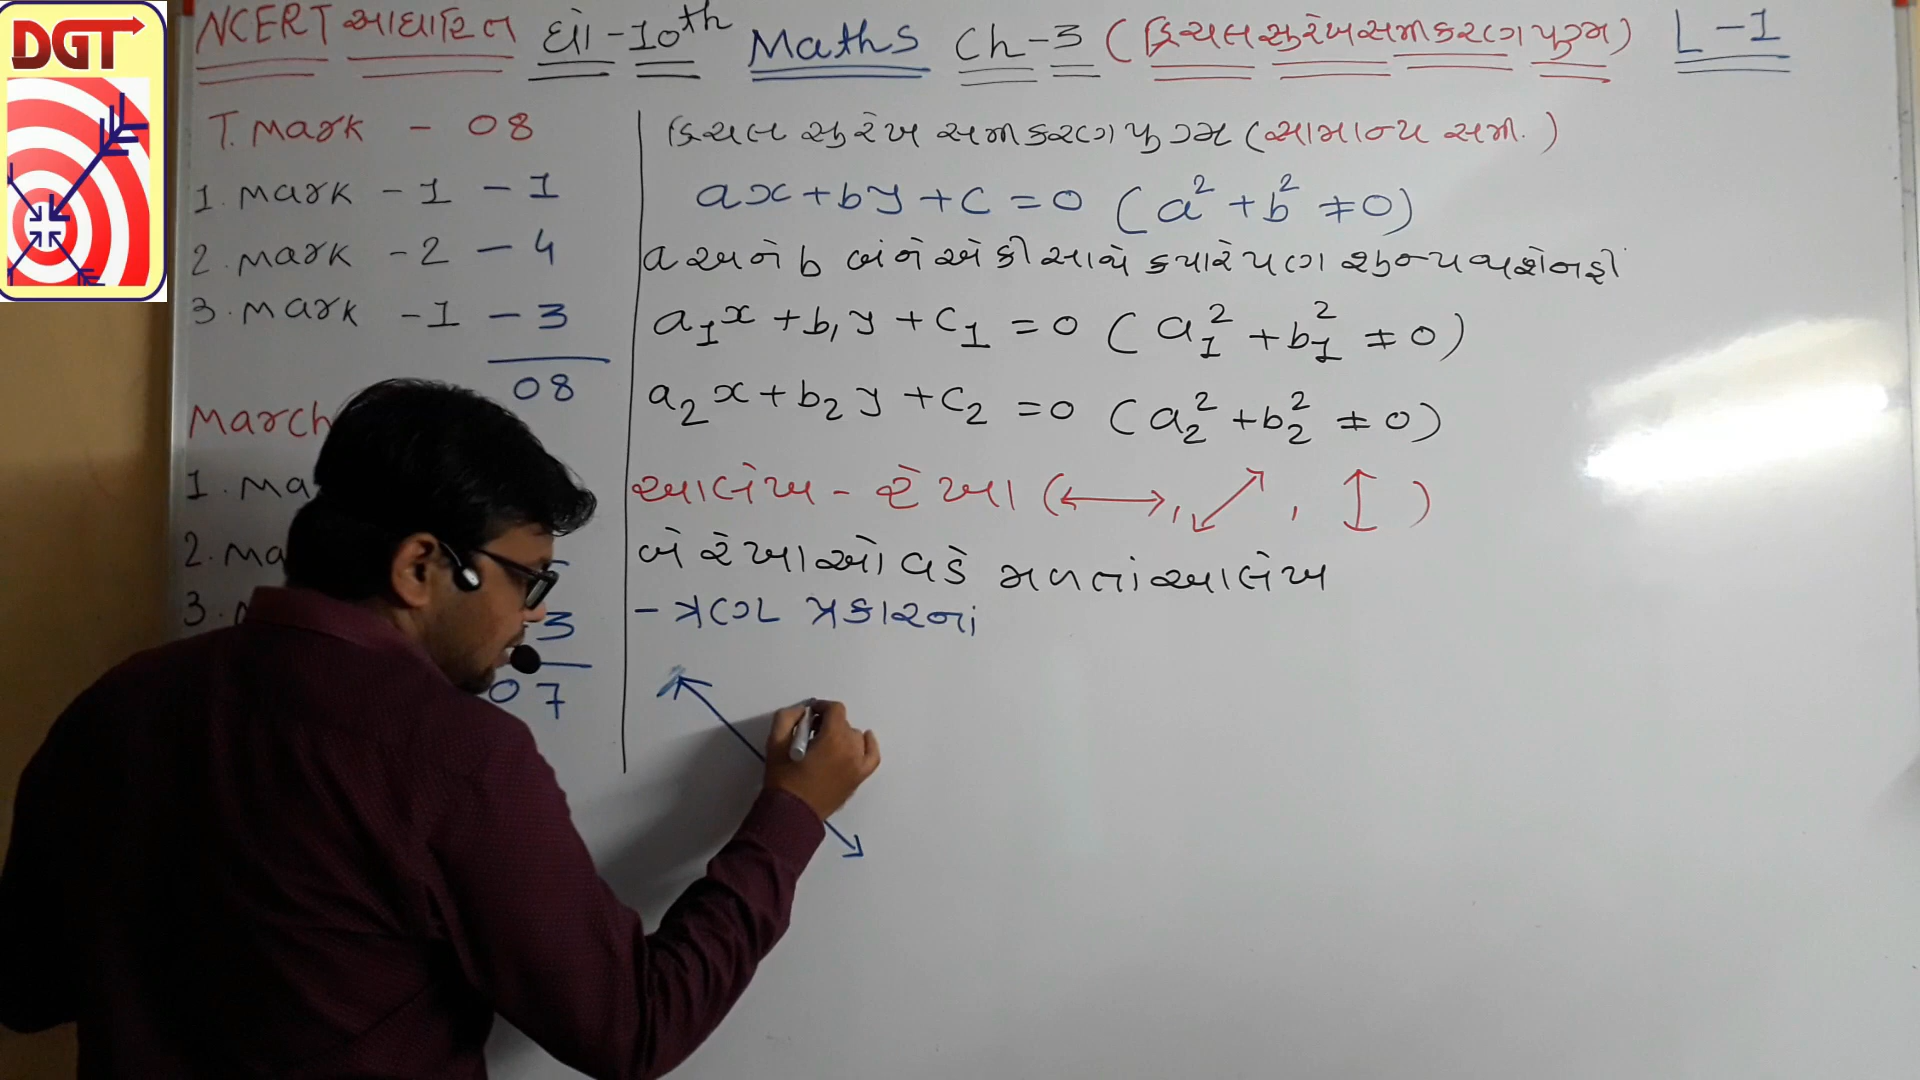 DGT
NCERT આધારિત ધો-10th Maths Ch-3 (દ્વિચલ સુરેખ સમીકરણ યુગ્મ) L-1
T. Mark - 08
1. Mark - 1 - 1
2. Mark - 2 - 4
3. Mark - 1 - 3
08
March
1. Ma
2. Ma
3.
3
07
દ્વિચલ સુરેખ સમીકરણ યુગ્મ (સામાન્ય સમી.)
ax + by + c = 0 (a² + b² ≠ 0)
a અને b બંને એકી સાથે ક્યારેય પણ શૂન્ય થશે નહી
a₁x + b₁y + c₁ = 0 (a₁² + b₁² ≠ 0)
a₂x + b₂y + c₂ = 0 (a₂² + b₂² ≠ 0)
આલેખ - રેખા (↔, ⤢, ↕)
બે રેખાઓ વડે મળતાં આલેખ
- ત્રણ પ્રકારનાં